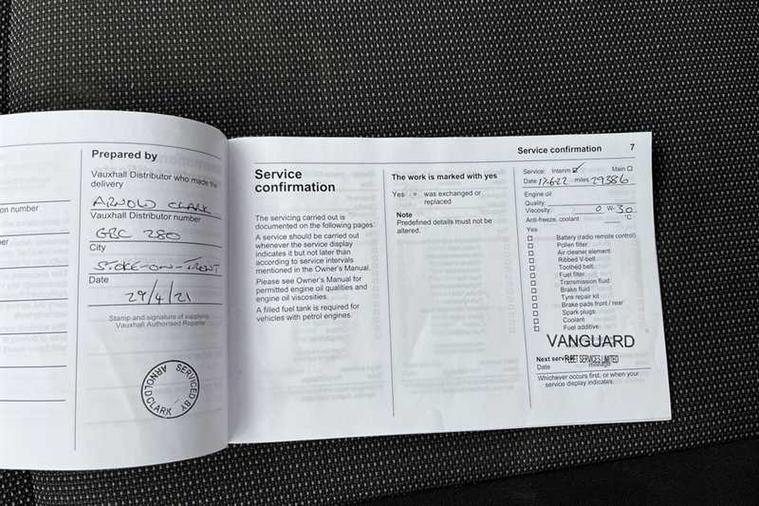 on number
er
Prepared by
Vauxhall Distributor who made the
delivery
ARNOLD CLARK
Vauxhall Distributor number
GBC 280
City
STOKE-ON-TRENT
Date
29/4/21
Stamp and signature of supplying
Vauxhall Authorised Repairer
SERVICED BY
ARNOLD CLARK
Service
confirmation
The servicing carried out is
documented on the following pages.
A service should be carried out
whenever the service display
indicates it but not later than
according to service intervals
mentioned in the Owner's Manual.
Please see Owner's Manual for
permitted engine oil qualities and
engine oil viscosities.
A filled fuel tank is required for
vehicles with petrol engines.
The work is marked with yes
Yes = was exchanged or
replaced
Note
Predefined details must not be
altered.
Service confirmation 7
Service: Interim ☑ Main ☐
Date 17.6.22 miles 29386
Engine oil
Quality
Viscosity: 0 W-30
Anti-freeze, coolant °C
Yes
☐ Battery (radio remote control)
☐ Pollen filter
☐ Air cleaner element
☐ Ribbed V-belt
☐ Toothed belt
☐ Fuel filter
☐ Transmission fluid
☐ Brake fluid
☐ Tyre repair kit
☐ Brake pads front / rear
☐ Spark plugs
☐ Coolant
☐ Fuel additive
VANGUARD
FLEET SERVICES LIMITED
Next serv
Date mileage
Whichever occurs first, or when your
service display indicates.